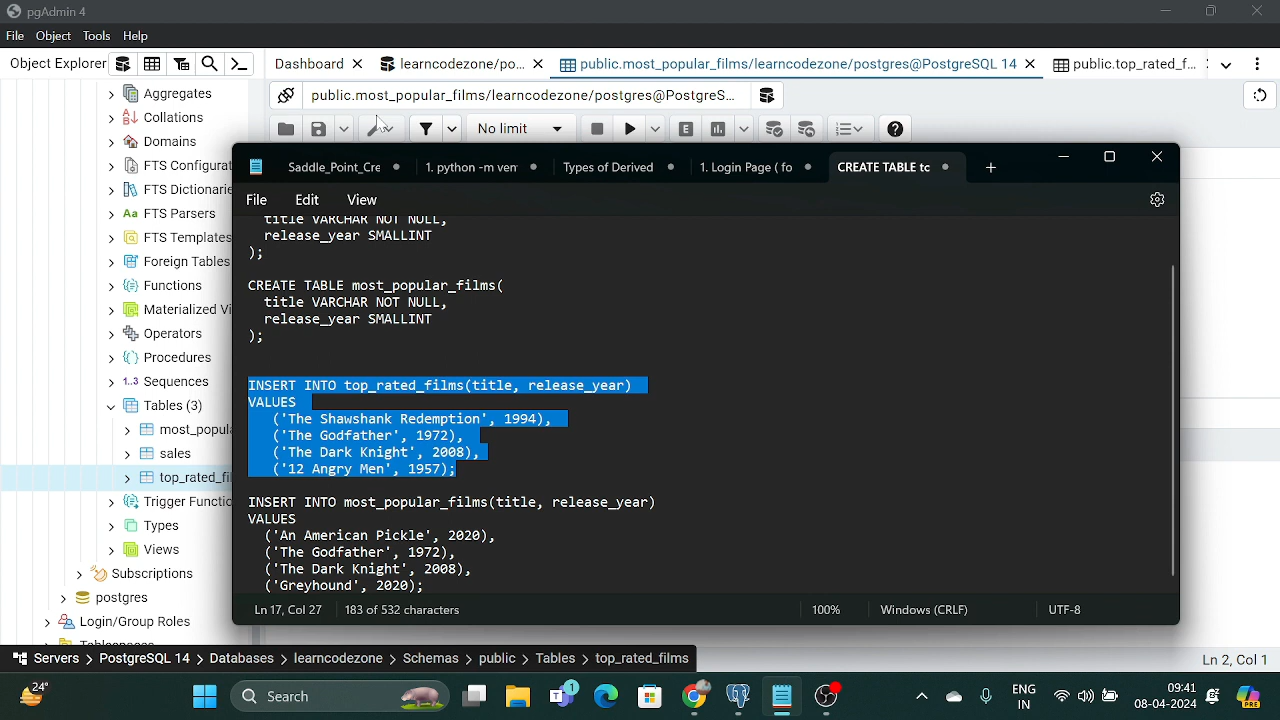 pgAdmin 4
File Object Tools Help
Object Explorer
Dashboard
learncodezone/po...
public.most_popular_films/learncodezone/postgres@PostgreSQL 14
public.top_rated_f...
public.most_popular_films/learncodezone/postgres@PostgreS...
No limit
E
Aggregates
Collations
Domains
FTS Configurat
FTS Dictionarie
FTS Parsers
FTS Templates
Foreign Tables
Functions
Materialized Vi
Operators
Procedures
Sequences
Tables (3)
most_popula
sales
top_rated_fil
Trigger Functio
Types
Views
Subscriptions
postgres
Login/Group Roles
Saddle_Point_Cre
1. python -m ven
Types of Derived
1. Login Page ( fo
CREATE TABLE tc
File Edit View
title VARCHAR NOT NULL,
release_year SMALLINT
);
CREATE TABLE most_popular_films(
title VARCHAR NOT NULL,
release_year SMALLINT
);
INSERT INTO top_rated_films(title, release_year)
VALUES
('The Shawshank Redemption', 1994),
('The Godfather', 1972),
('The Dark Knight', 2008),
('12 Angry Men', 1957);
INSERT INTO most_popular_films(title, release_year)
VALUES
('An American Pickle', 2020),
('The Godfather', 1972),
('The Dark Knight', 2008),
('Greyhound', 2020);
Ln 17, Col 27 183 of 532 characters 100% Windows (CRLF) UTF-8
Servers > PostgreSQL 14 > Databases > learncodezone > Schemas > public > Tables > top_rated_films
Ln 2, Col 1
24°
Search
1
ENG
IN
09:41
08-04-2024
PRE